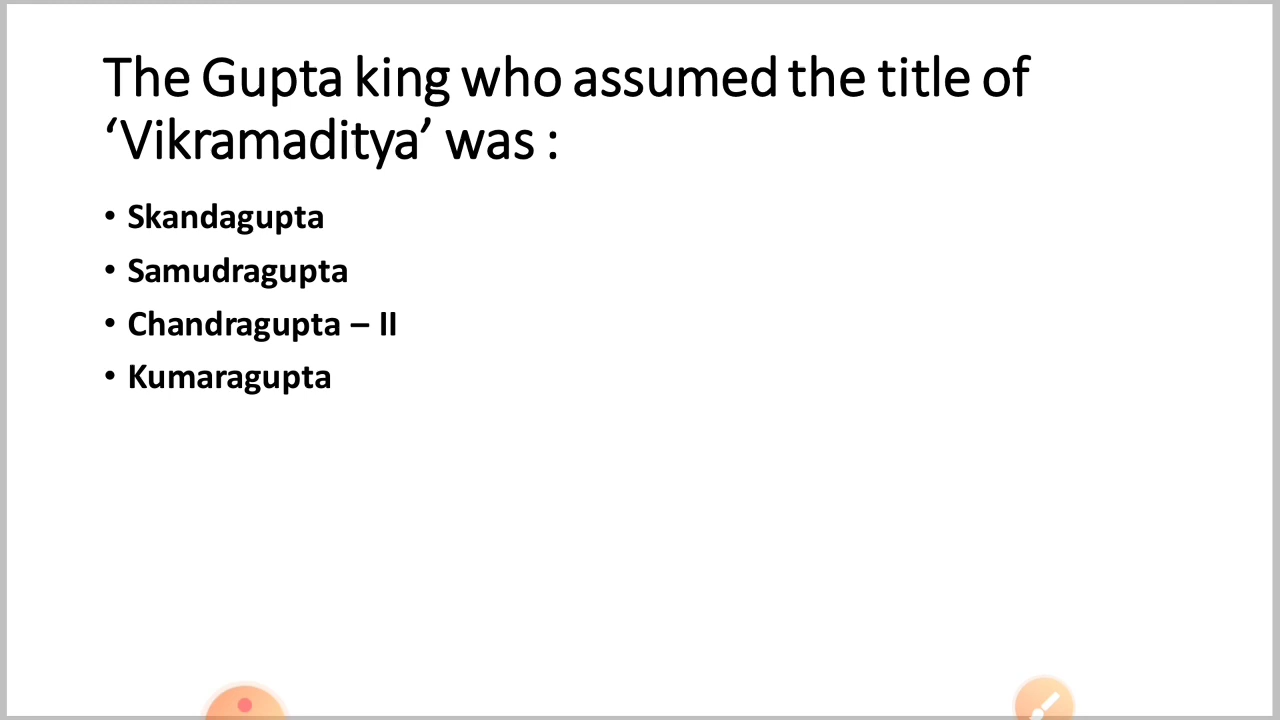 The Gupta king who assumed the title of
‘Vikramaditya’ was :
• Skandagupta
• Samudragupta
• Chandragupta – II
• Kumaragupta